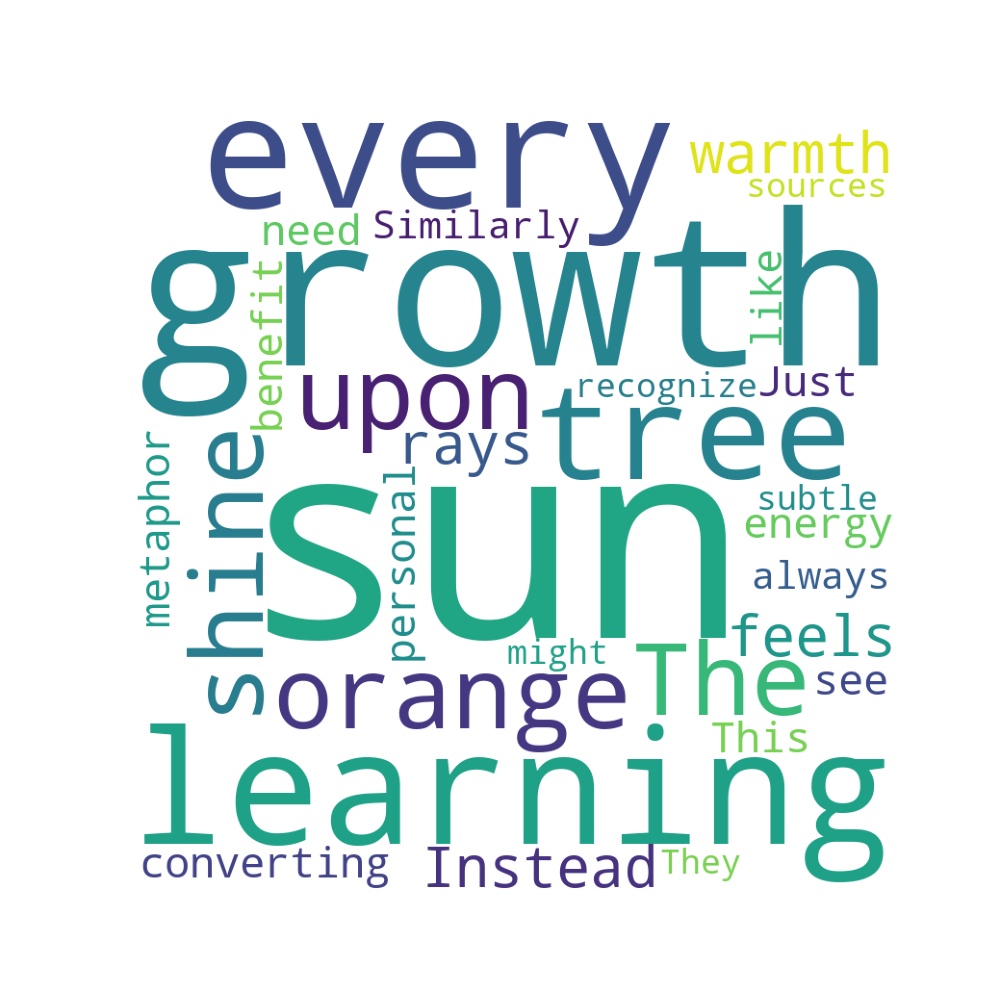 every
warmth
sources
need
Similarly
growth
benefit
like
upon
tree
recognize
Just
shine
rays
metaphor
personal
sun
subtle
energy
always
feels
might
The
see
orange
This
learning
converting
Instead
They